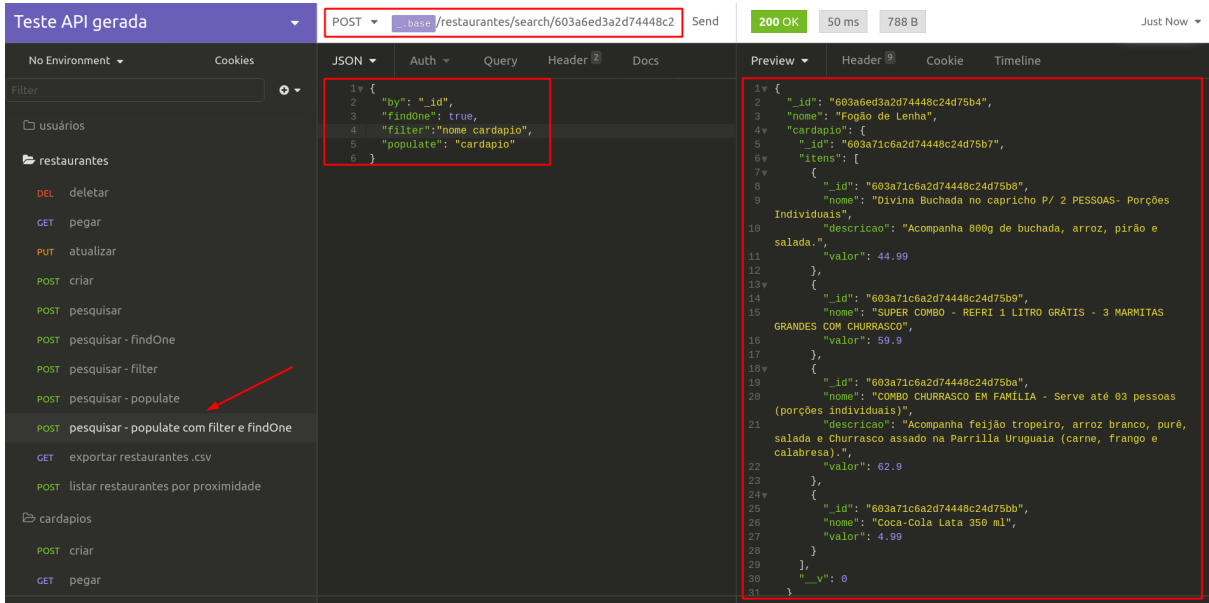 Teste API gerada
No Environment
Cookies
Filter
usuários
restaurantes
DEL deletar
GET pegar
PUT atualizar
POST criar
POST pesquisar
POST pesquisar - findOne
POST pesquisar - filter
POST pesquisar - populate
POST pesquisar - populate com filter e findOne
GET exportar restaurantes .csv
POST listar restaurantes por proximidade
cardapios
POST criar
GET pegar
POST _.base /restaurantes/search/603a6ed3a2d74448c2 Send
JSON Auth Query Header 2 Docs
1 {
2 "by": "_id",
3 "findOne": true,
4 "filter":"nome cardapio",
5 "populate": "cardapio"
6 }
200 OK 50 ms 788 B Just Now
Preview Header 9 Cookie Timeline
1 {
2 "_id": "603a6ed3a2d74448c24d75b4",
3 "nome": "Fogão de Lenha",
4 "cardapio": {
5 "_id": "603a71c6a2d74448c24d75b7",
6 "itens": [
7 {
8 "_id": "603a71c6a2d74448c24d75b8",
9 "nome": "Divina Buchada no capricho P/ 2 PESSOAS- Porções
Individuais",
10 "descricao": "Acompanha 800g de buchada, arroz, pirão e
salada.",
11 "valor": 44.99
12 },
13 {
14 "_id": "603a71c6a2d74448c24d75b9",
15 "nome": "SUPER COMBO - REFRI 1 LITRO GRÁTIS - 3 MARMITAS
GRANDES COM CHURRASCO",
16 "valor": 59.9
17 },
18 {
19 "_id": "603a71c6a2d74448c24d75ba",
20 "nome": "COMBO CHURRASCO EM FAMÍLIA - Serve até 03 pessoas
(porções individuais)",
21 "descricao": "Acompanha feijão tropeiro, arroz branco, purê,
salada e Churrasco assado na Parrilla Uruguaia (carne, frango e
calabresa).",
22 "valor": 62.9
23 },
24 {
25 "_id": "603a71c6a2d74448c24d75bb",
26 "nome": "Coca-Cola Lata 350 ml",
27 "valor": 4.99
28 }
29 ],
30 "__v": 0
31 }